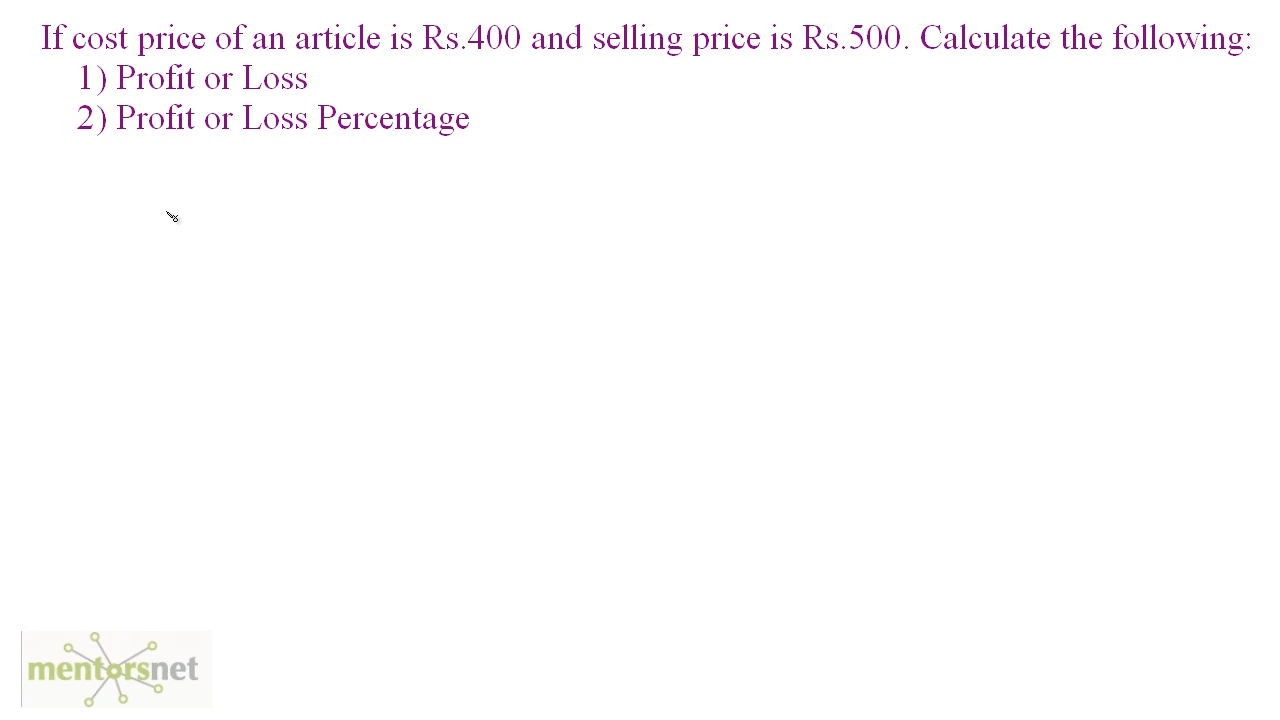 If cost price of an article is Rs.400 and selling price is Rs.500. Calculate the following:
1) Profit or Loss
2) Profit or Loss Percentage
mentorsnet